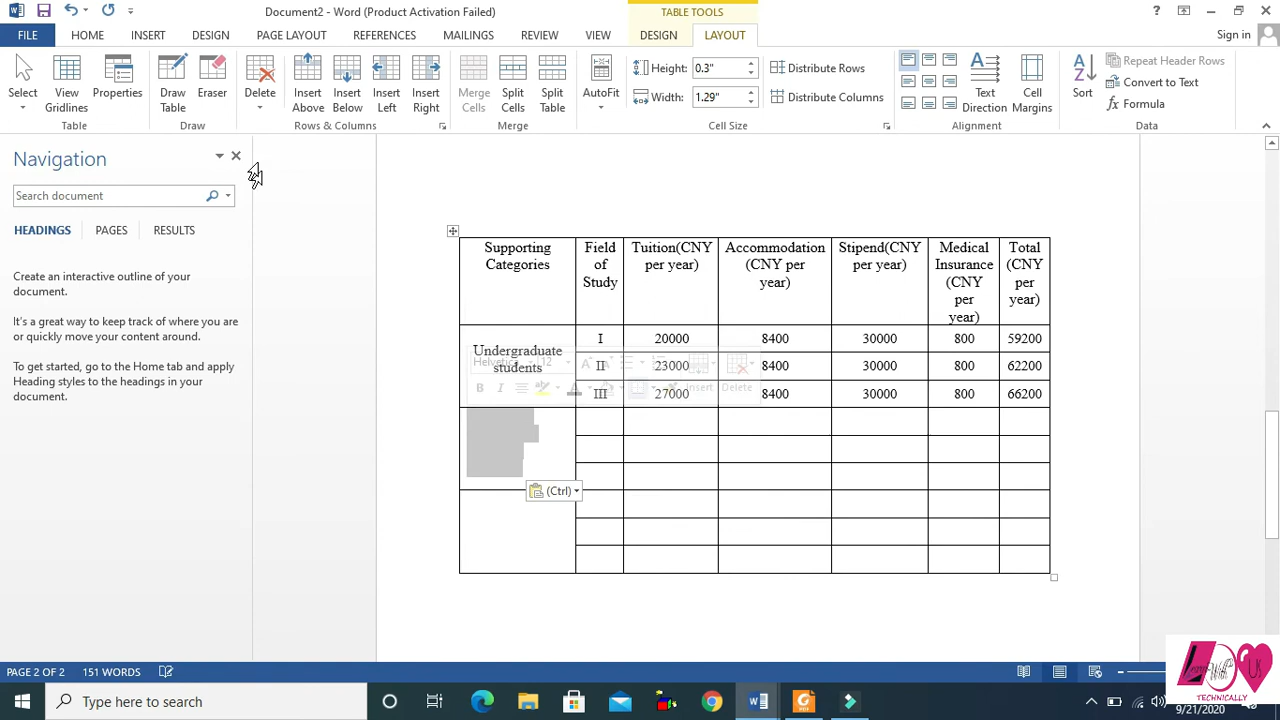 Document2 - Word (Product Activation Failed)
TABLE TOOLS
?
FILE
HOME
INSERT
DESIGN
PAGE LAYOUT
REFERENCES
MAILINGS
REVIEW
VIEW
DESIGN
LAYOUT
Sign in
Select
View
Gridlines
Properties
Draw
Table
Eraser
Delete
Insert
Above
Insert
Below
Insert
Left
Insert
Right
Merge
Cells
Split
Cells
Split
Table
AutoFit
Height:
0.3"
Width:
1.29"
Distribute Rows
Distribute Columns
Text
Direction
Cell
Margins
Sort
Repeat Header Rows
Convert to Text
Formula
Table
Draw
Rows & Columns
Merge
Cell Size
Alignment
Data
Navigation
Search document
HEADINGS
PAGES
RESULTS
Create an interactive outline of your
document.
It's a great way to keep track of where you are
or quickly move your content around.
To get started, go to the Home tab and apply
Heading styles to the headings in your
document.
Supporting
Categories
Field
of
Study
Tuition(CNY
per year)
Accommodation
(CNY per
year)
Stipend(CNY
per year)
Medical
Insurance
(CNY
per
year)
Total
(CNY
per
year)
Undergraduate
students
I 20000 8400 30000 800 59200
II 23000 8400 30000 800 62200
III 27000 8400 30000 800 66200
Helvetica 12
Insert
Delete
(Ctrl)
PAGE 2 OF 2
151 WORDS
Type here to search
9/21/2020
TECHNICALLY